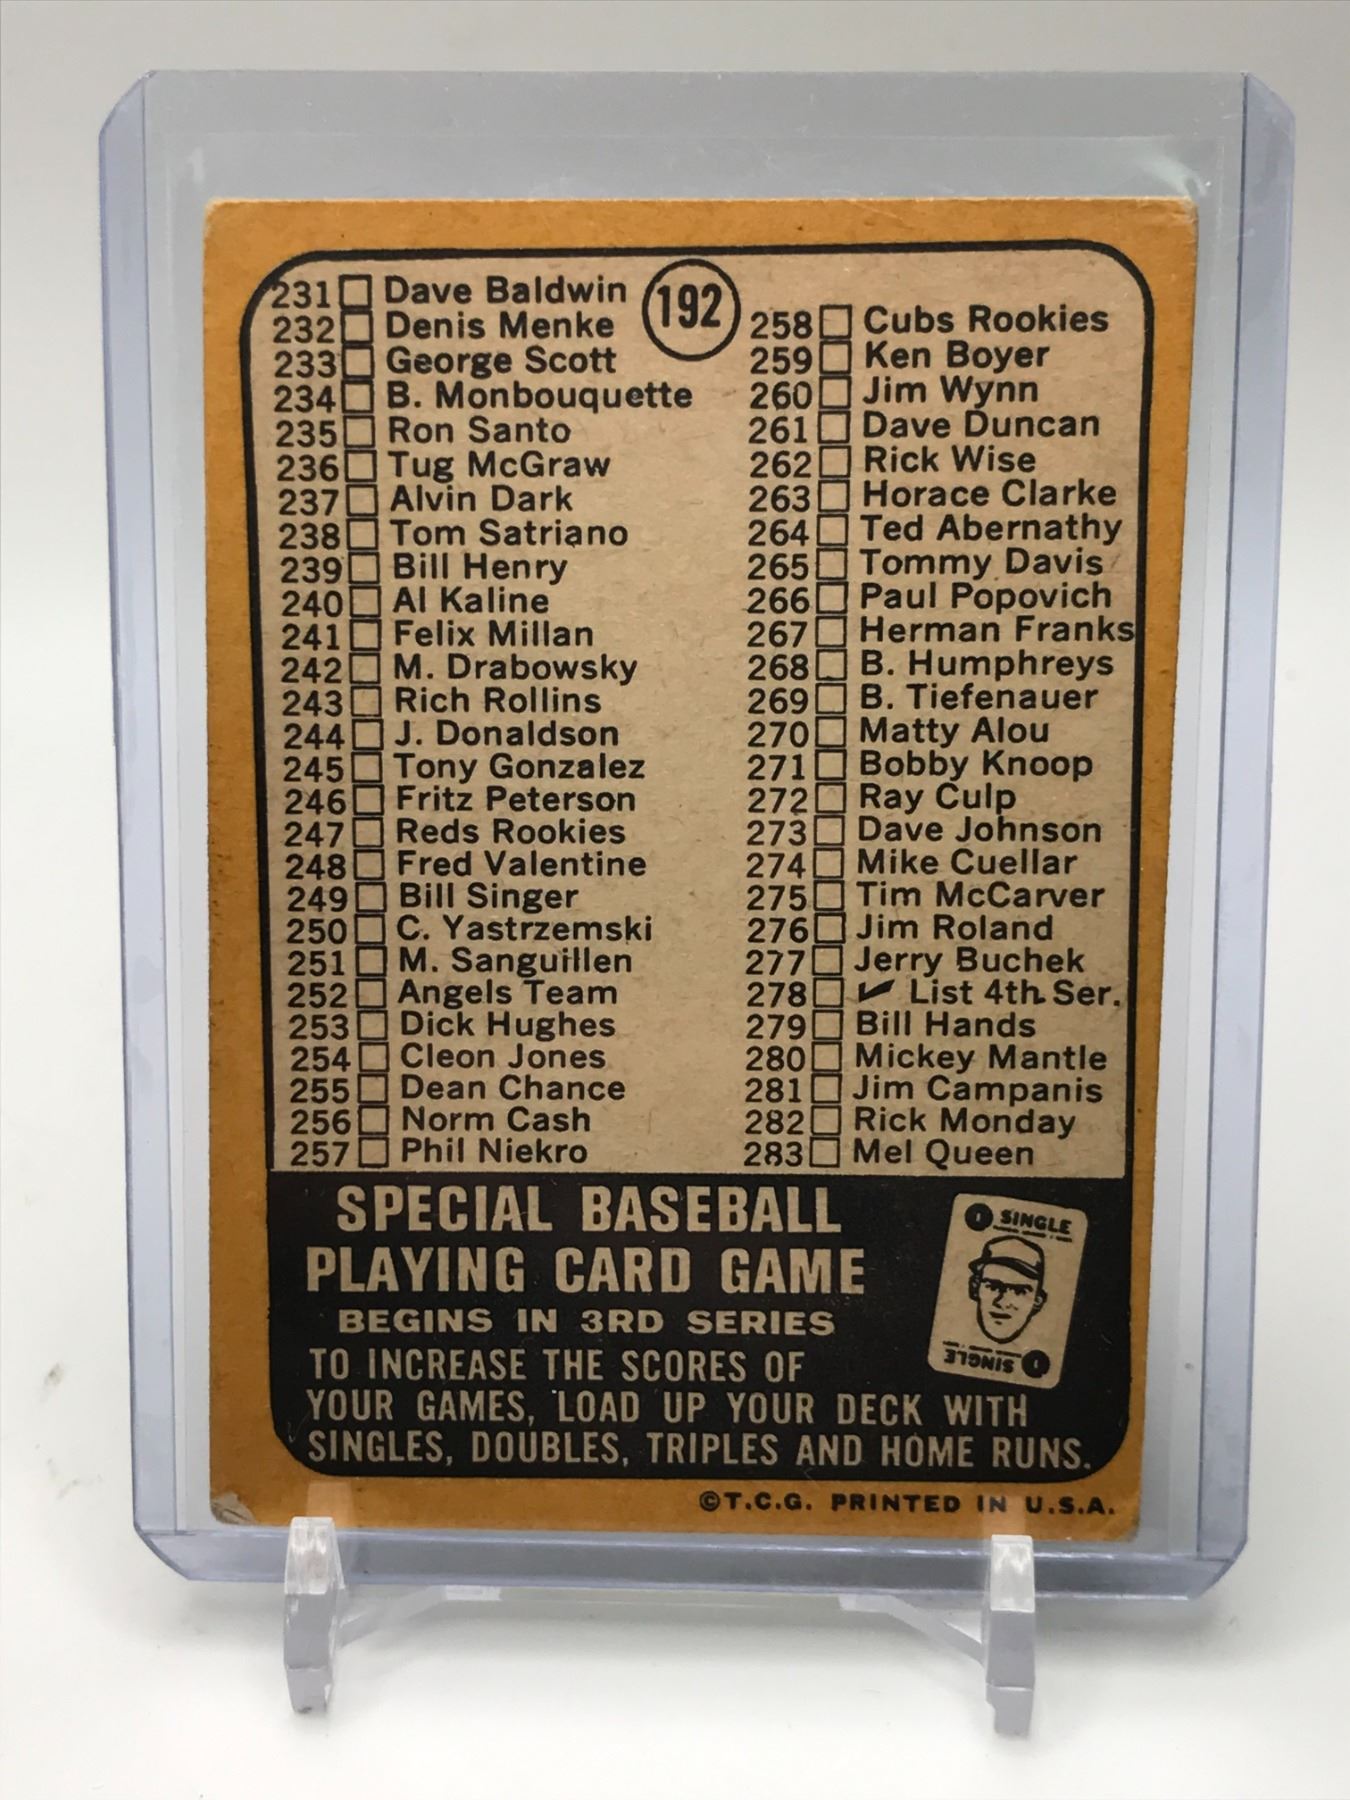 192
231 Dave Baldwin
232 Denis Menke
233 George Scott
234 B. Monbouquette
235 Ron Santo
236 Tug McGraw
237 Alvin Dark
238 Tom Satriano
239 Bill Henry
240 Al Kaline
241 Felix Millan
242 M. Drabowsky
243 Rich Rollins
244 J. Donaldson
245 Tony Gonzalez
246 Fritz Peterson
247 Reds Rookies
248 Fred Valentine
249 Bill Singer
250 C. Yastrzemski
251 M. Sanguillen
252 Angels Team
253 Dick Hughes
254 Cleon Jones
255 Dean Chance
256 Norm Cash
257 Phil Niekro
258 Cubs Rookies
259 Ken Boyer
260 Jim Wynn
261 Dave Duncan
262 Rick Wise
263 Horace Clarke
264 Ted Abernathy
265 Tommy Davis
266 Paul Popovich
267 Herman Franks
268 B. Humphreys
269 B. Tiefenauer
270 Matty Alou
271 Bobby Knoop
272 Ray Culp
273 Dave Johnson
274 Mike Cuellar
275 Tim McCarver
276 Jim Roland
277 Jerry Buchek
278 ✓ List 4th Ser.
279 Bill Hands
280 Mickey Mantle
281 Jim Campanis
282 Rick Monday
283 Mel Queen
SPECIAL BASEBALL
PLAYING CARD GAME
BEGINS IN 3RD SERIES
TO INCREASE THE SCORES OF
YOUR GAMES, LOAD UP YOUR DECK WITH
SINGLES, DOUBLES, TRIPLES AND HOME RUNS.
1 SINGLE
1 SINGLE
©T.C.G. PRINTED IN U.S.A.